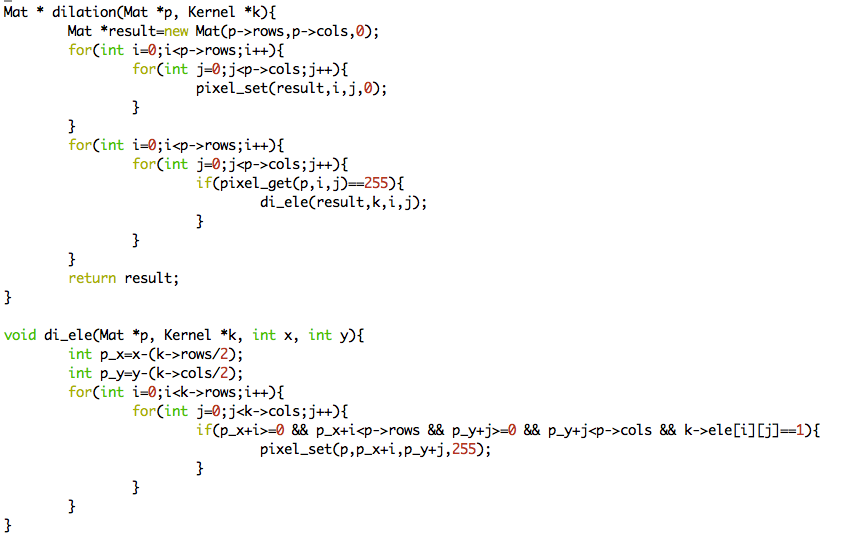 Mat * dilation(Mat *p, Kernel *k){
        Mat *result=new Mat(p->rows,p->cols,0);
        for(int i=0;i<p->rows;i++){
                for(int j=0;j<p->cols;j++){
                        pixel_set(result,i,j,0);
                }
        }
        for(int i=0;i<p->rows;i++){
                for(int j=0;j<p->cols;j++){
                        if(pixel_get(p,i,j)==255){
                                di_ele(result,k,i,j);
                        }
                }
        }
        return result;
}

void di_ele(Mat *p, Kernel *k, int x, int y){
        int p_x=x-(k->rows/2);
        int p_y=y-(k->cols/2);
        for(int i=0;i<k->rows;i++){
                for(int j=0;j<k->cols;j++){
                        if(p_x+i>=0 && p_x+i<p->rows && p_y+j>=0 && p_y+j<p->cols && k->ele[i][j]==1){
                                pixel_set(p,p_x+i,p_y+j,255);
                        }
                }
        }
}